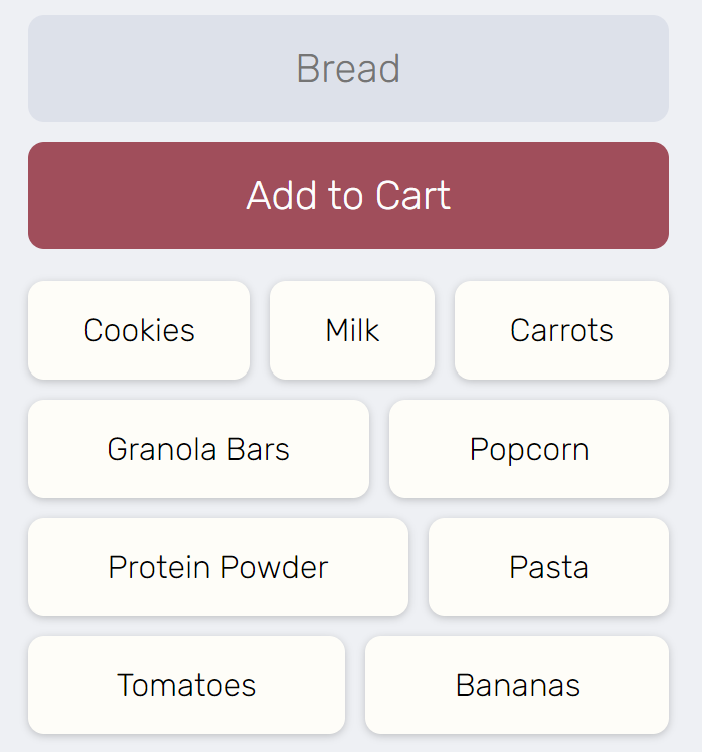 Bread
Add to Cart
Cookies Milk Carrots
Granola Bars Popcorn
Protein Powder Pasta
Tomatoes Bananas